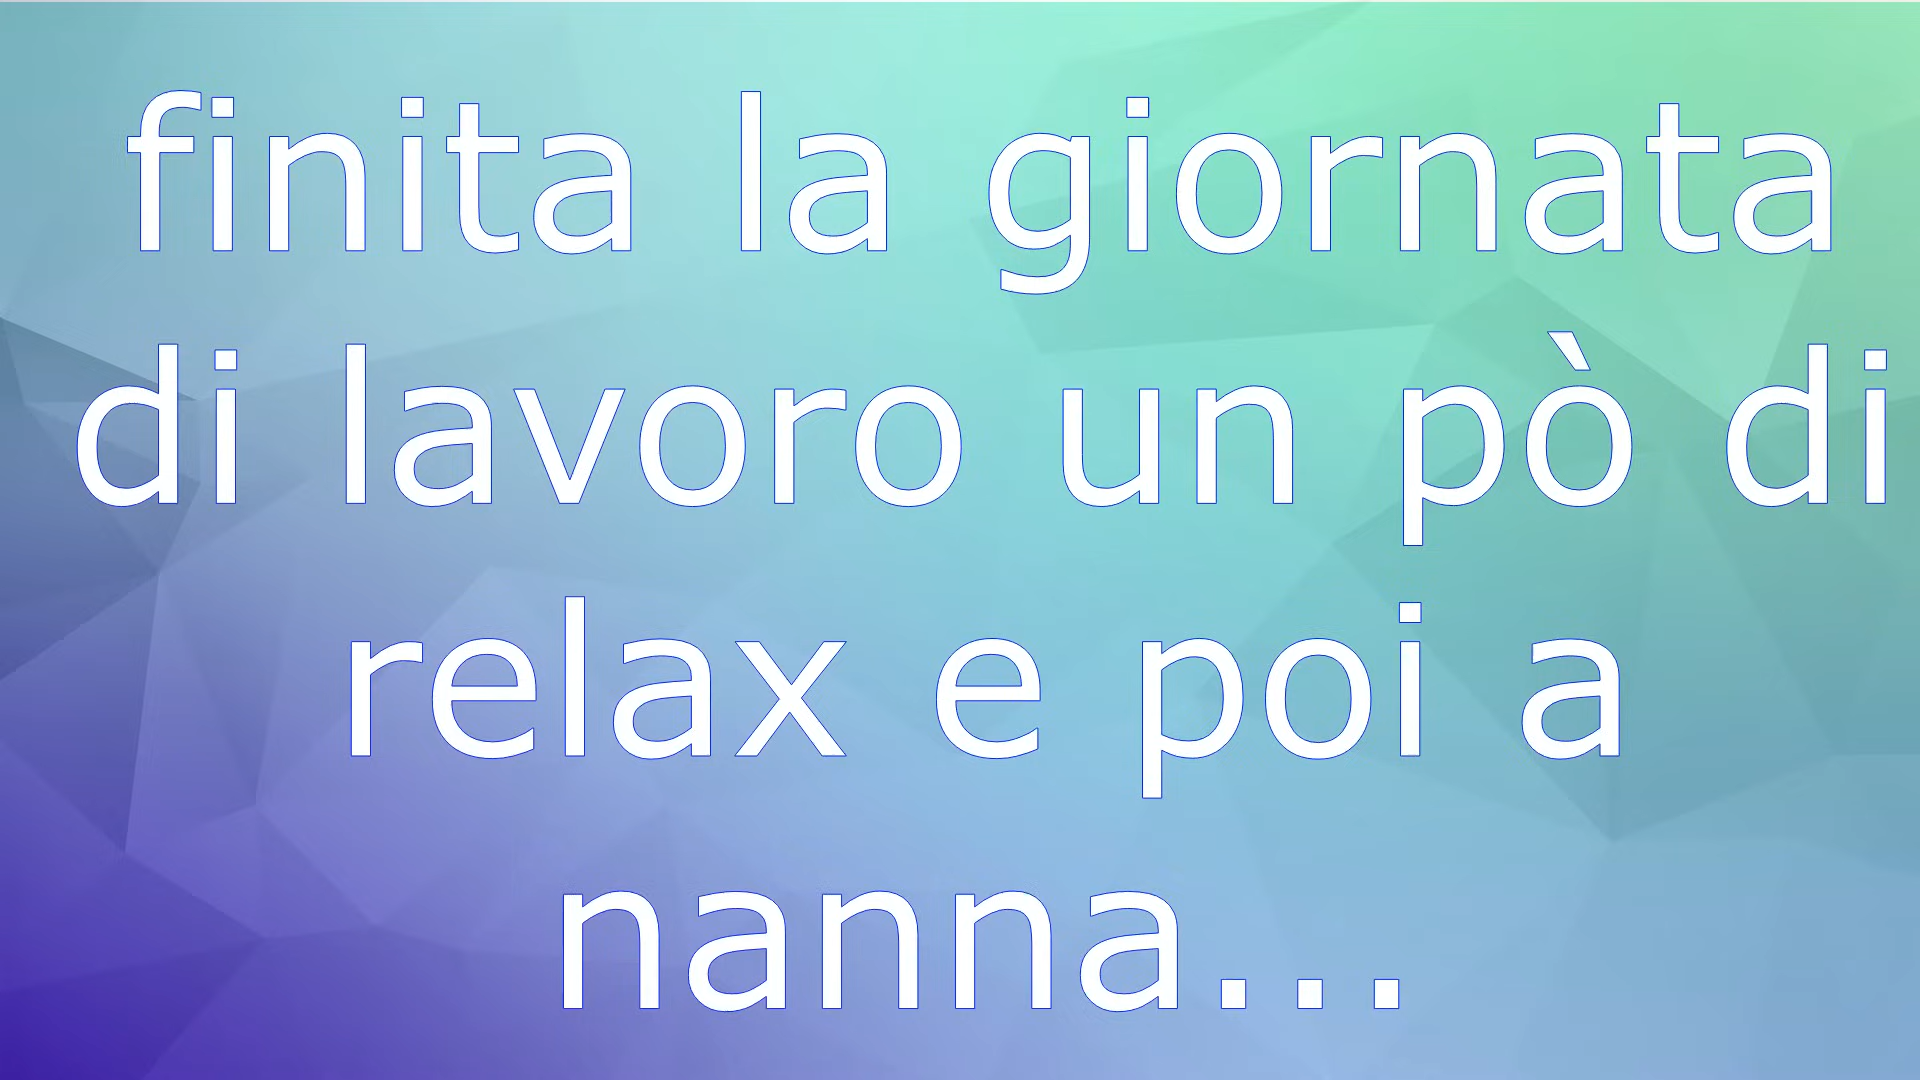 finita la giornata
di lavoro un pò di
relax e poi a
nanna...